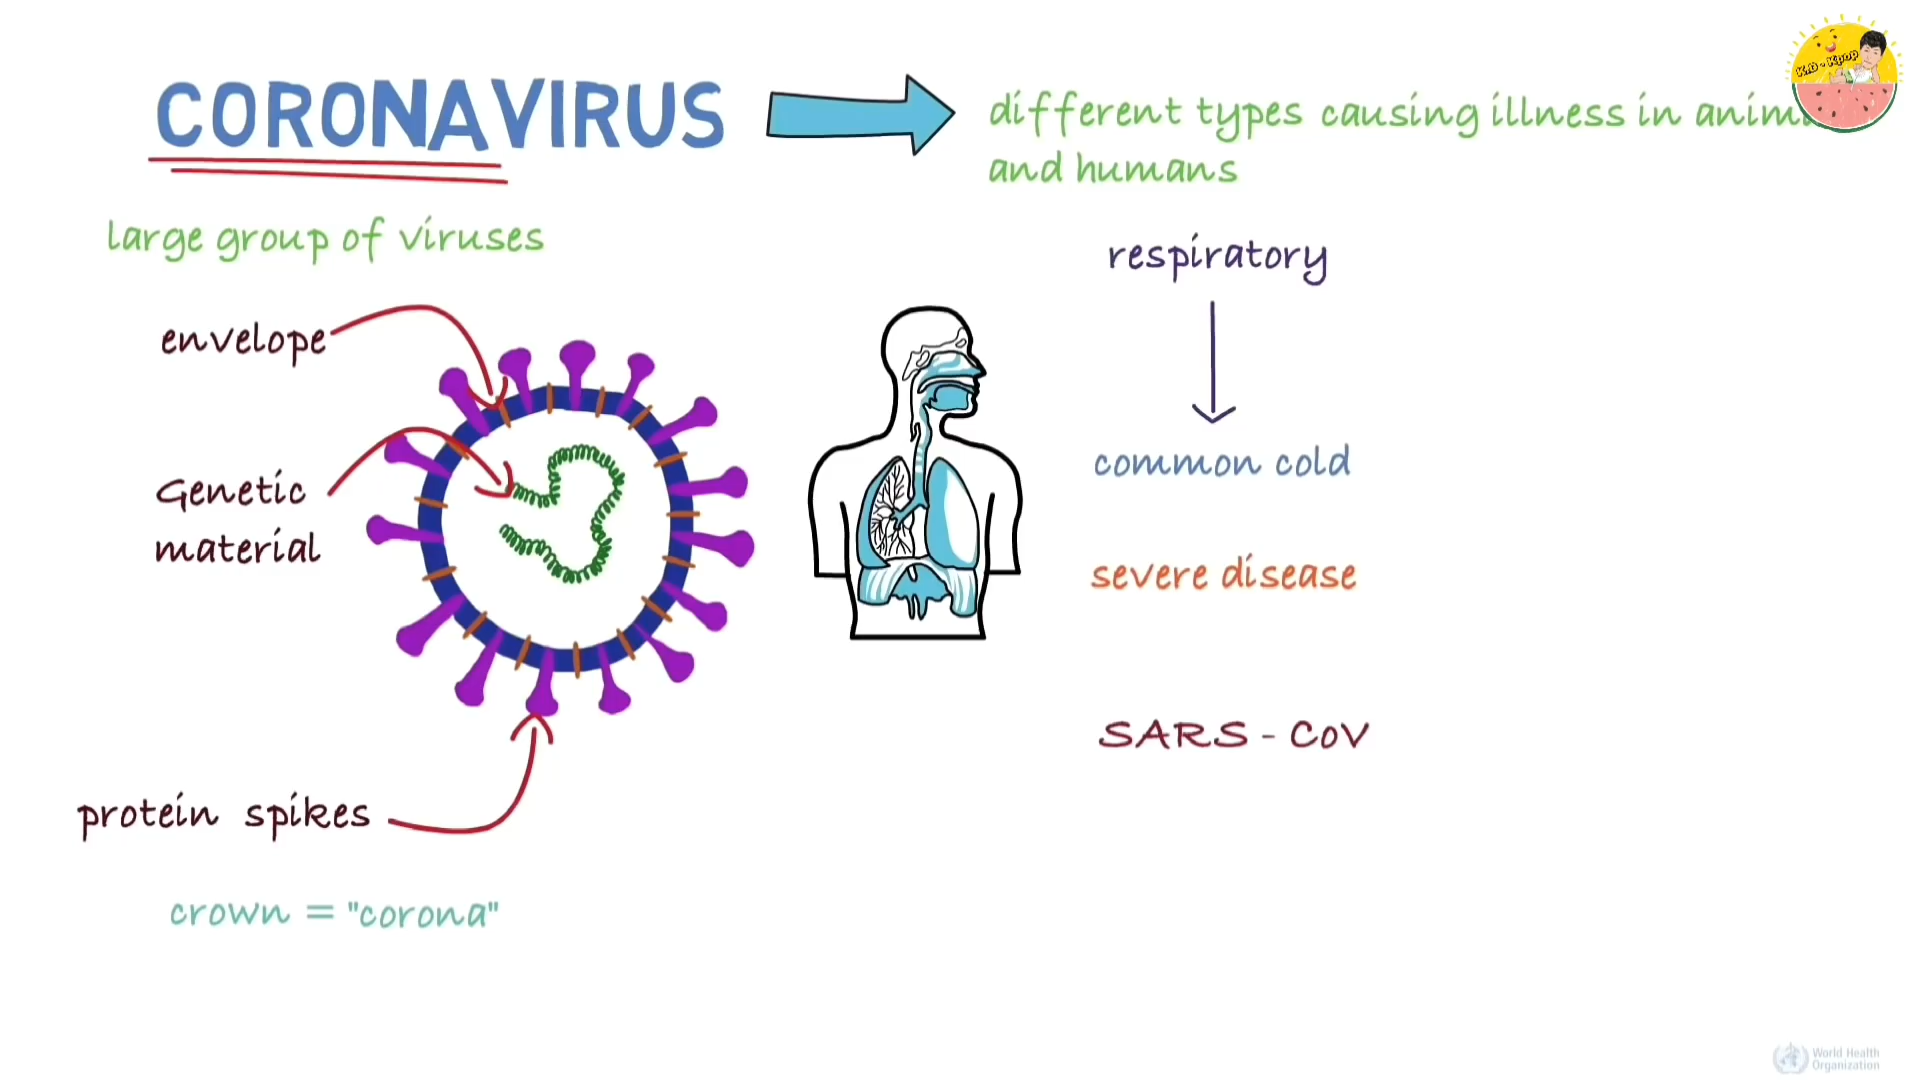 CORONAVIRUS
different types causing illness in
and humans
large group of viruses
respiratory
envelope
common cold
Genetic
material
severe disease
SARS - CoV
protein spikes
crown = "corona"
K.D - Kpop
World Health
Organization